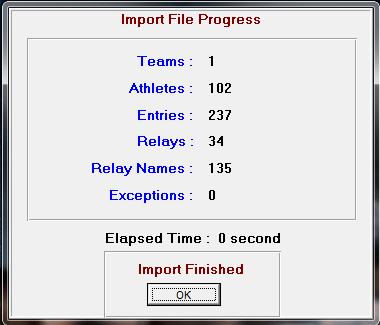 Import File Progress
Teams : 1
Athletes : 102
Entries : 237
Relays : 34
Relay Names : 135
Exceptions : 0
Elapsed Time : 0 second
Import Finished
OK